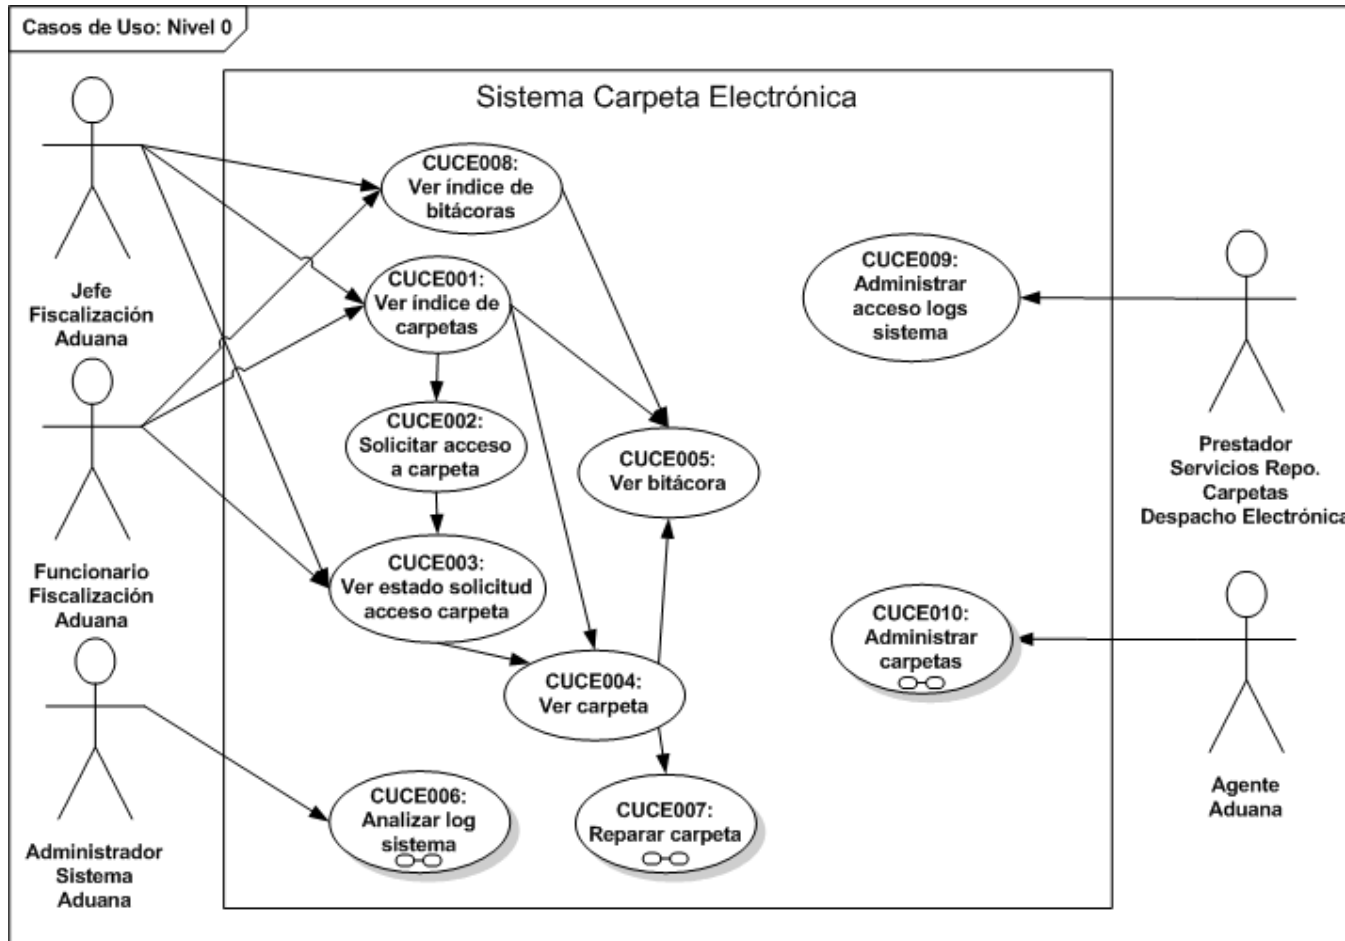 Casos de Uso: Nivel 0
Sistema Carpeta Electrónica
Jefe
Fiscalización
Aduana
Funcionario
Fiscalización
Aduana
Administrador
Sistema
Aduana
CUCE008:
Ver índice de
bitácoras
CUCE001:
Ver índice de
carpetas
CUCE002:
Solicitar acceso
a carpeta
CUCE003:
Ver estado solicitud
acceso carpeta
CUCE005:
Ver bitácora
CUCE004:
Ver carpeta
CUCE006:
Analizar log
sistema
CUCE007:
Reparar carpeta
CUCE009:
Administrar
acceso logs
sistema
CUCE010:
Administrar
carpetas
Prestador
Servicios Repo.
Carpetas
Despacho Electrónica
Agente
Aduana